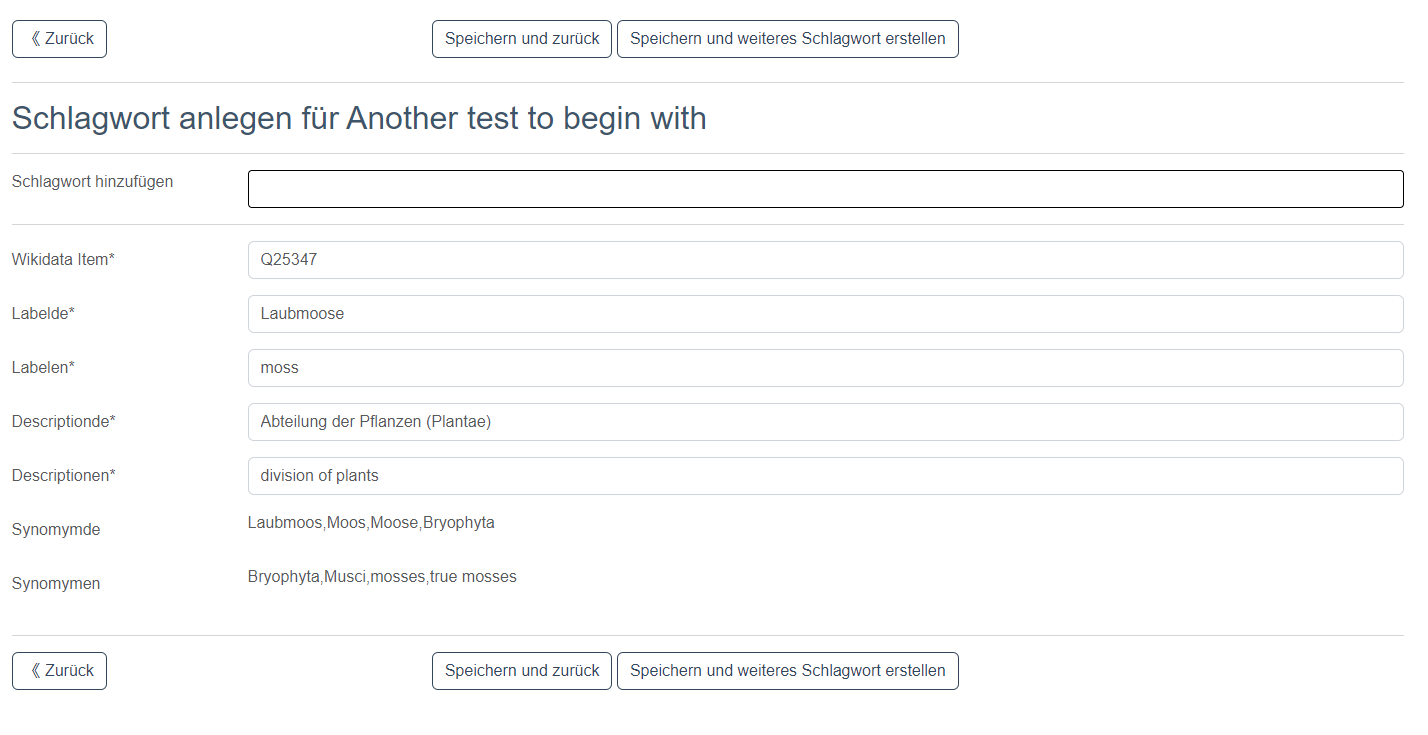 《 Zurück
Speichern und zurück
Speichern und weiteres Schlagwort erstellen
Schlagwort anlegen für Another test to begin with
Schlagwort hinzufügen
Wikidata Item* Q25347
Labelde* Laubmoose
Labelen* moss
Descriptionde* Abteilung der Pflanzen (Plantae)
Descriptionen* division of plants
Synomymde Laubmoos,Moos,Moose,Bryophyta
Synomymen Bryophyta,Musci,mosses,true mosses
《 Zurück
Speichern und zurück
Speichern und weiteres Schlagwort erstellen